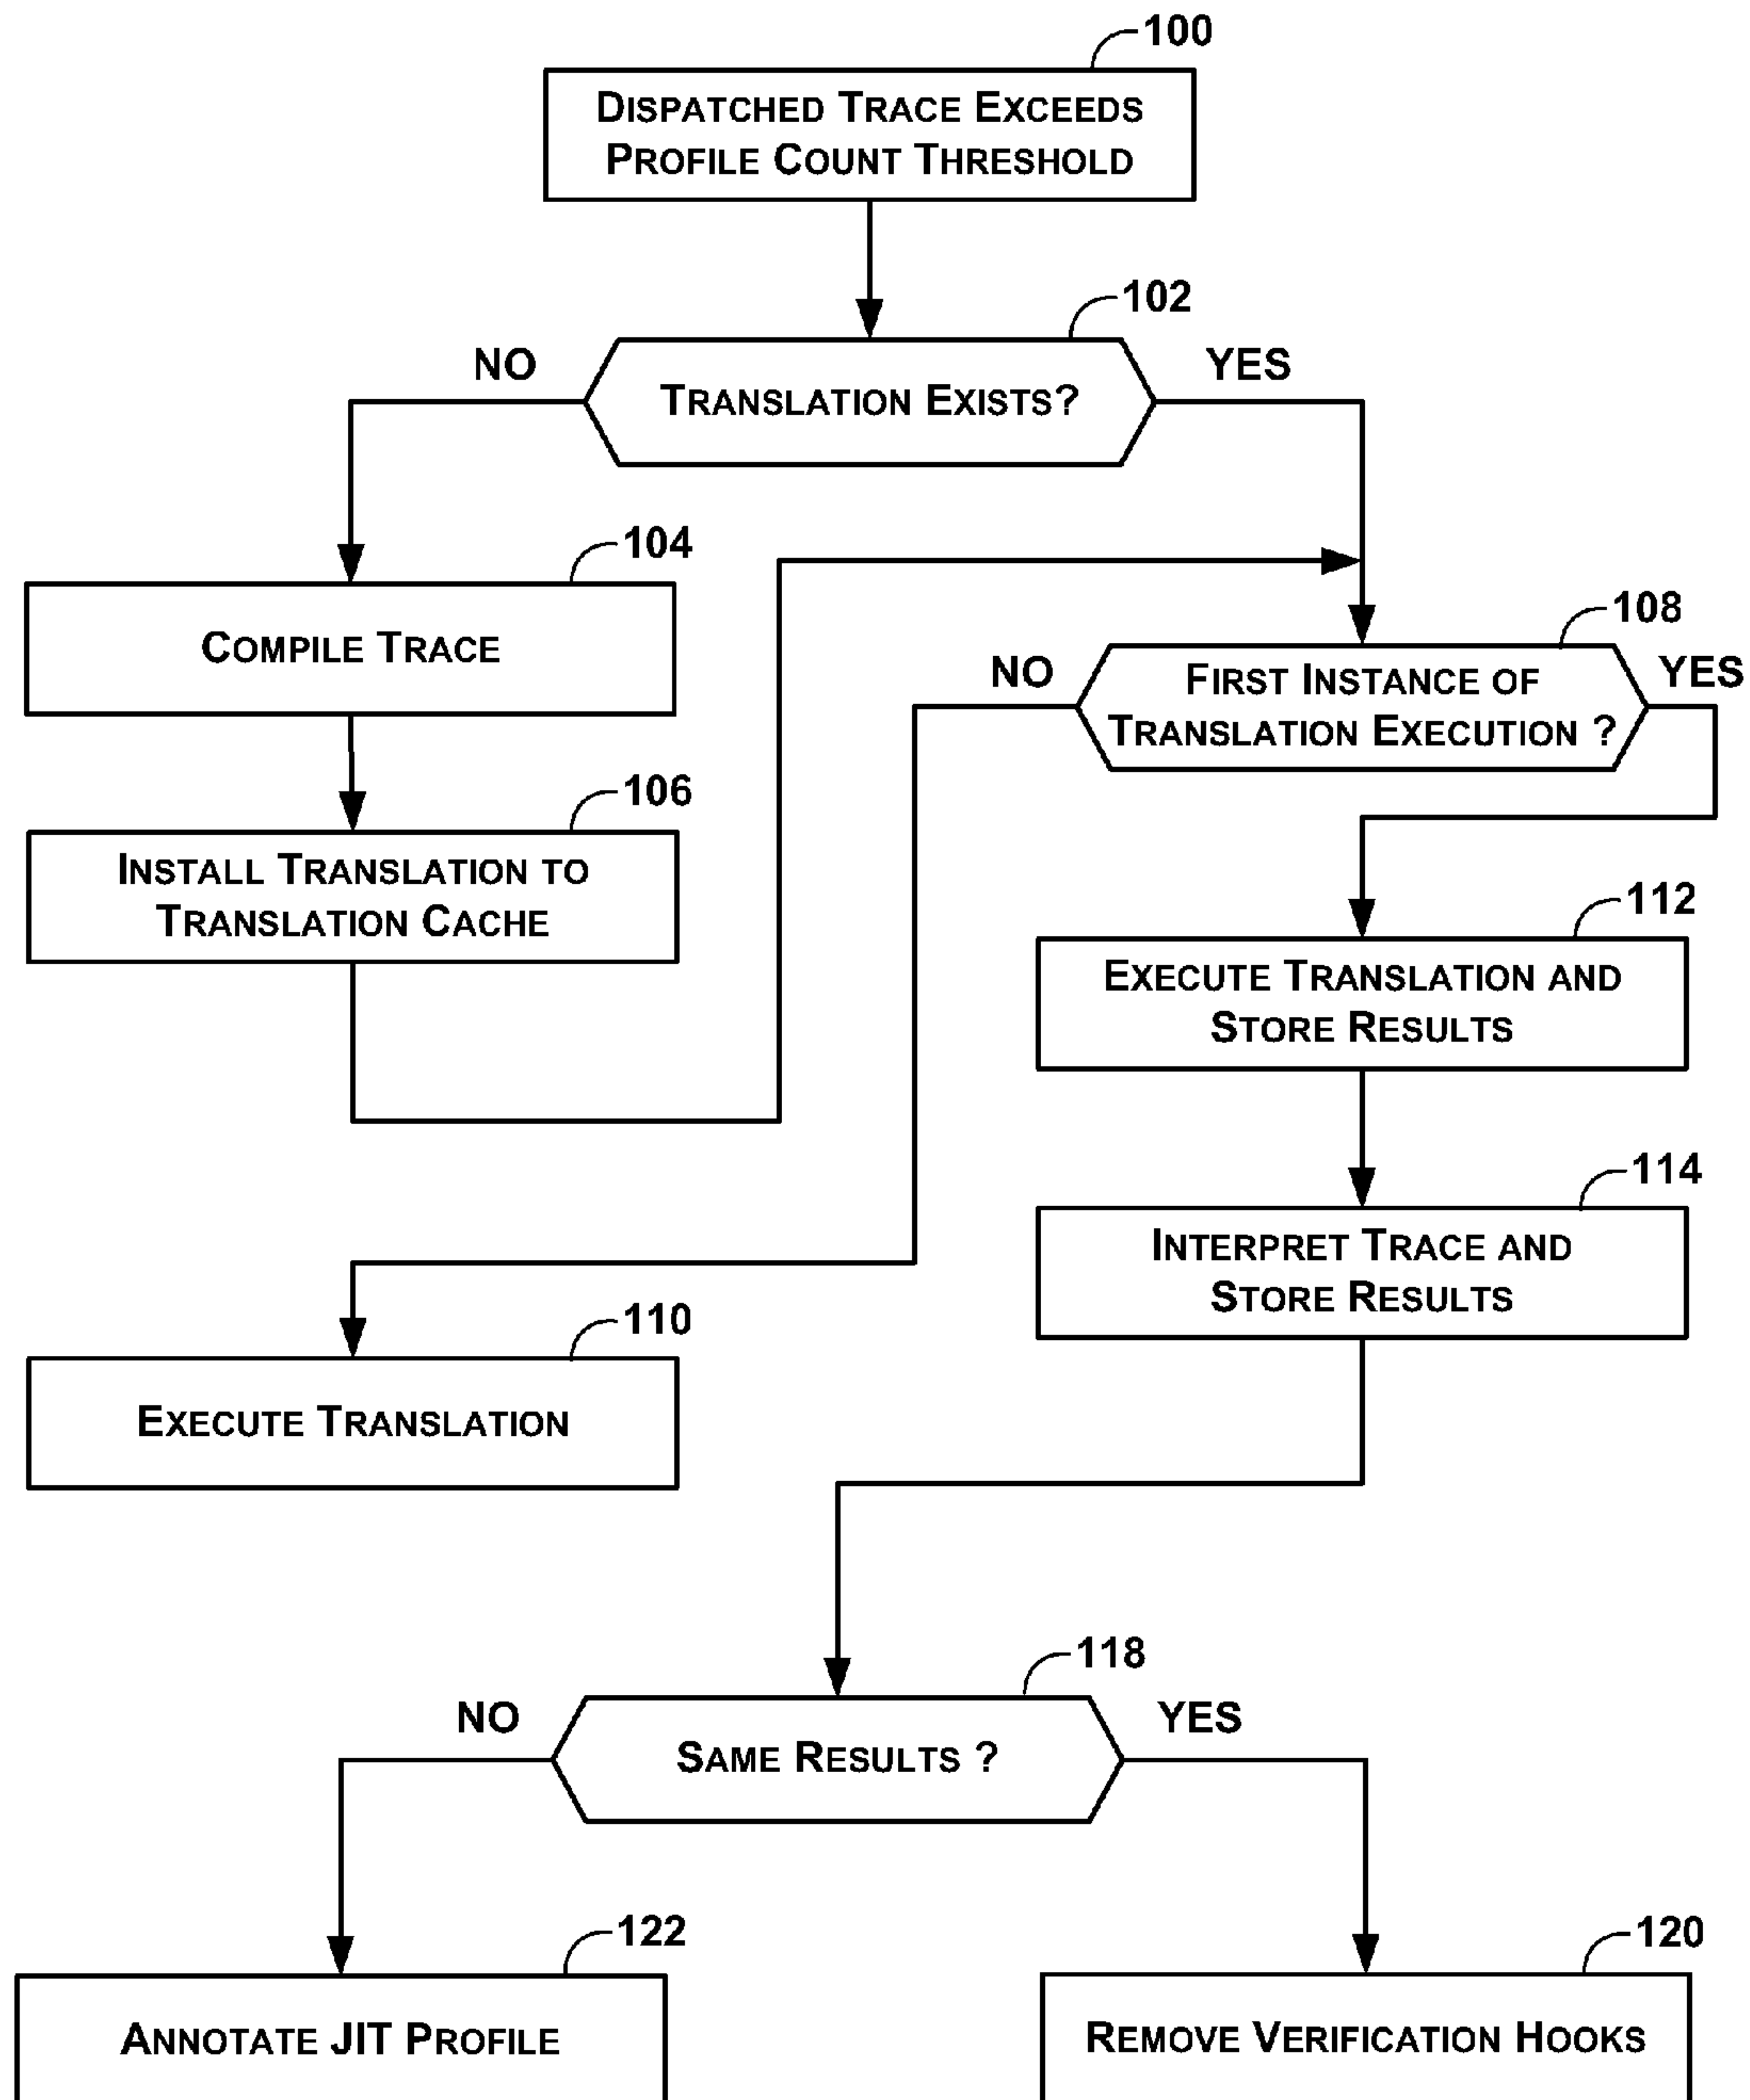 100
DISPATCHED TRACE EXCEEDS
PROFILE COUNT THRESHOLD
102
NO
YES
TRANSLATION EXISTS?
104
COMPILE TRACE
108
NO
YES
FIRST INSTANCE OF
TRANSLATION EXECUTION ?
106
INSTALL TRANSLATION TO
TRANSLATION CACHE
112
EXECUTE TRANSLATION AND
STORE RESULTS
114
INTERPRET TRACE AND
STORE RESULTS
110
EXECUTE TRANSLATION
118
NO
YES
SAME RESULTS ?
122
ANNOTATE JIT PROFILE
120
REMOVE VERIFICATION HOOKS